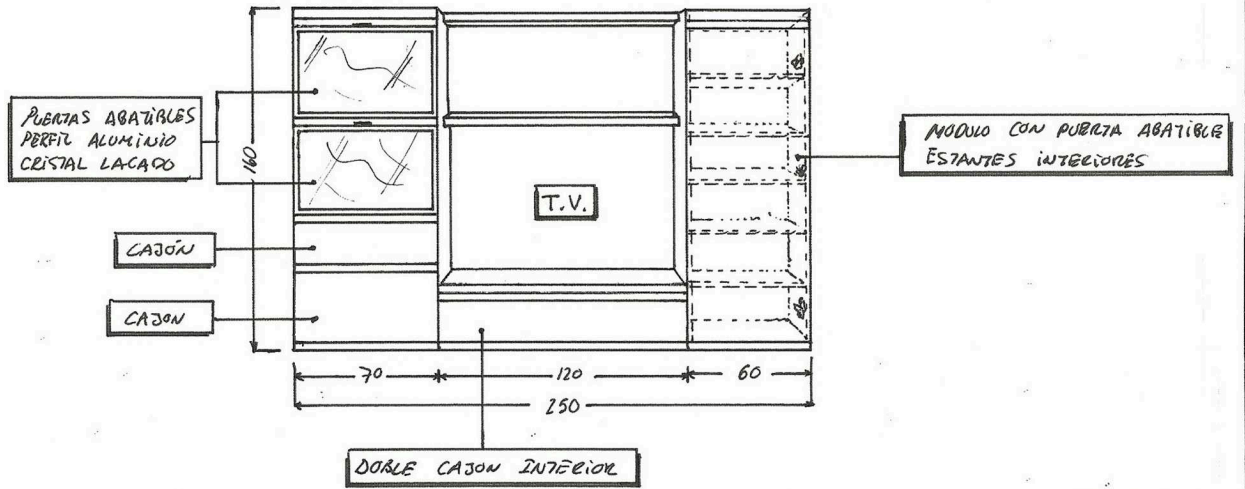 PUERTAS ABATIBLES
PERFIL ALUMINIO
CRISTAL LACADO
160
T.V.
MODULO CON PUERTA ABATIBLE
ESTANTES INTERIORES
CAJÓN
CAJON
70
120
60
250
DOBLE CAJON INTERIOR